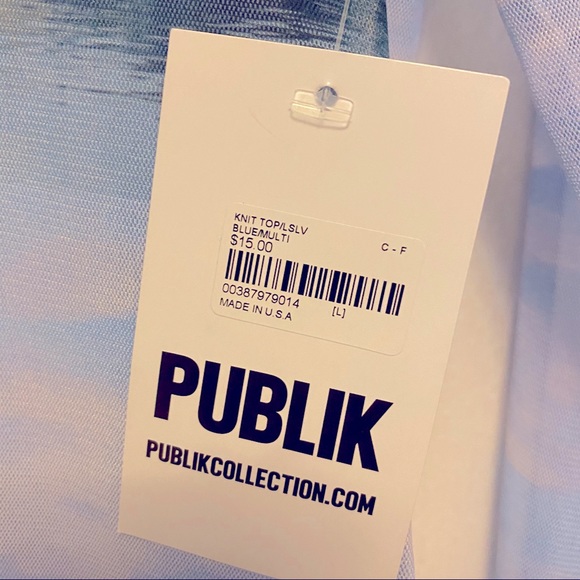 KNIT TOP/LSLV
BLUE/MULTI C - F
$15.00
00387979014 [L]
MADE IN U.S.A
PUBLIK
PUBLIKCOLLECTION.COM